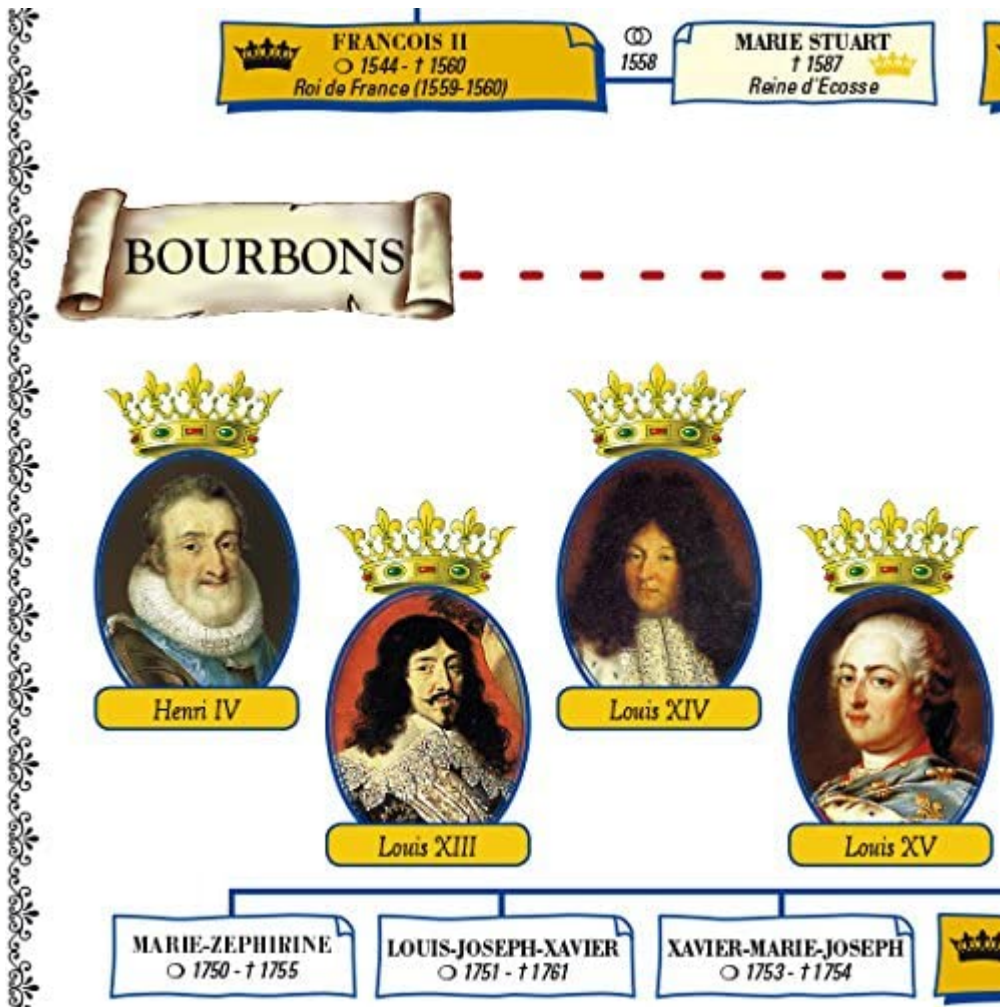 FRANCOIS II
O 1544 - † 1560
Roi de France (1559-1560)
1558
MARIE STUART
† 1587
Reine d'Ecosse
BOURBONS
Henri IV
Louis XIV
Louis XIII
Louis XV
MARIE-ZEPHIRINE
O 1750 - † 1755
LOUIS-JOSEPH-XAVIER
O 1751 - † 1761
XAVIER-MARIE-JOSEPH
O 1753 - † 1754